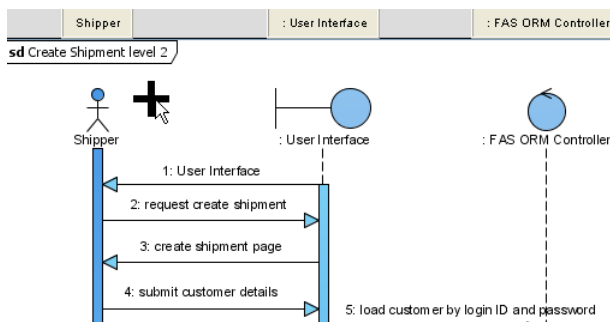 Shipper
: User Interface
: FAS ORM Controller
sd Create Shipment level 2
Shipper
: User Interface
: FAS ORM Controller
1: User Interface
2: request create shipment
3: create shipment page
4: submit customer details
5: load customer by login ID and password